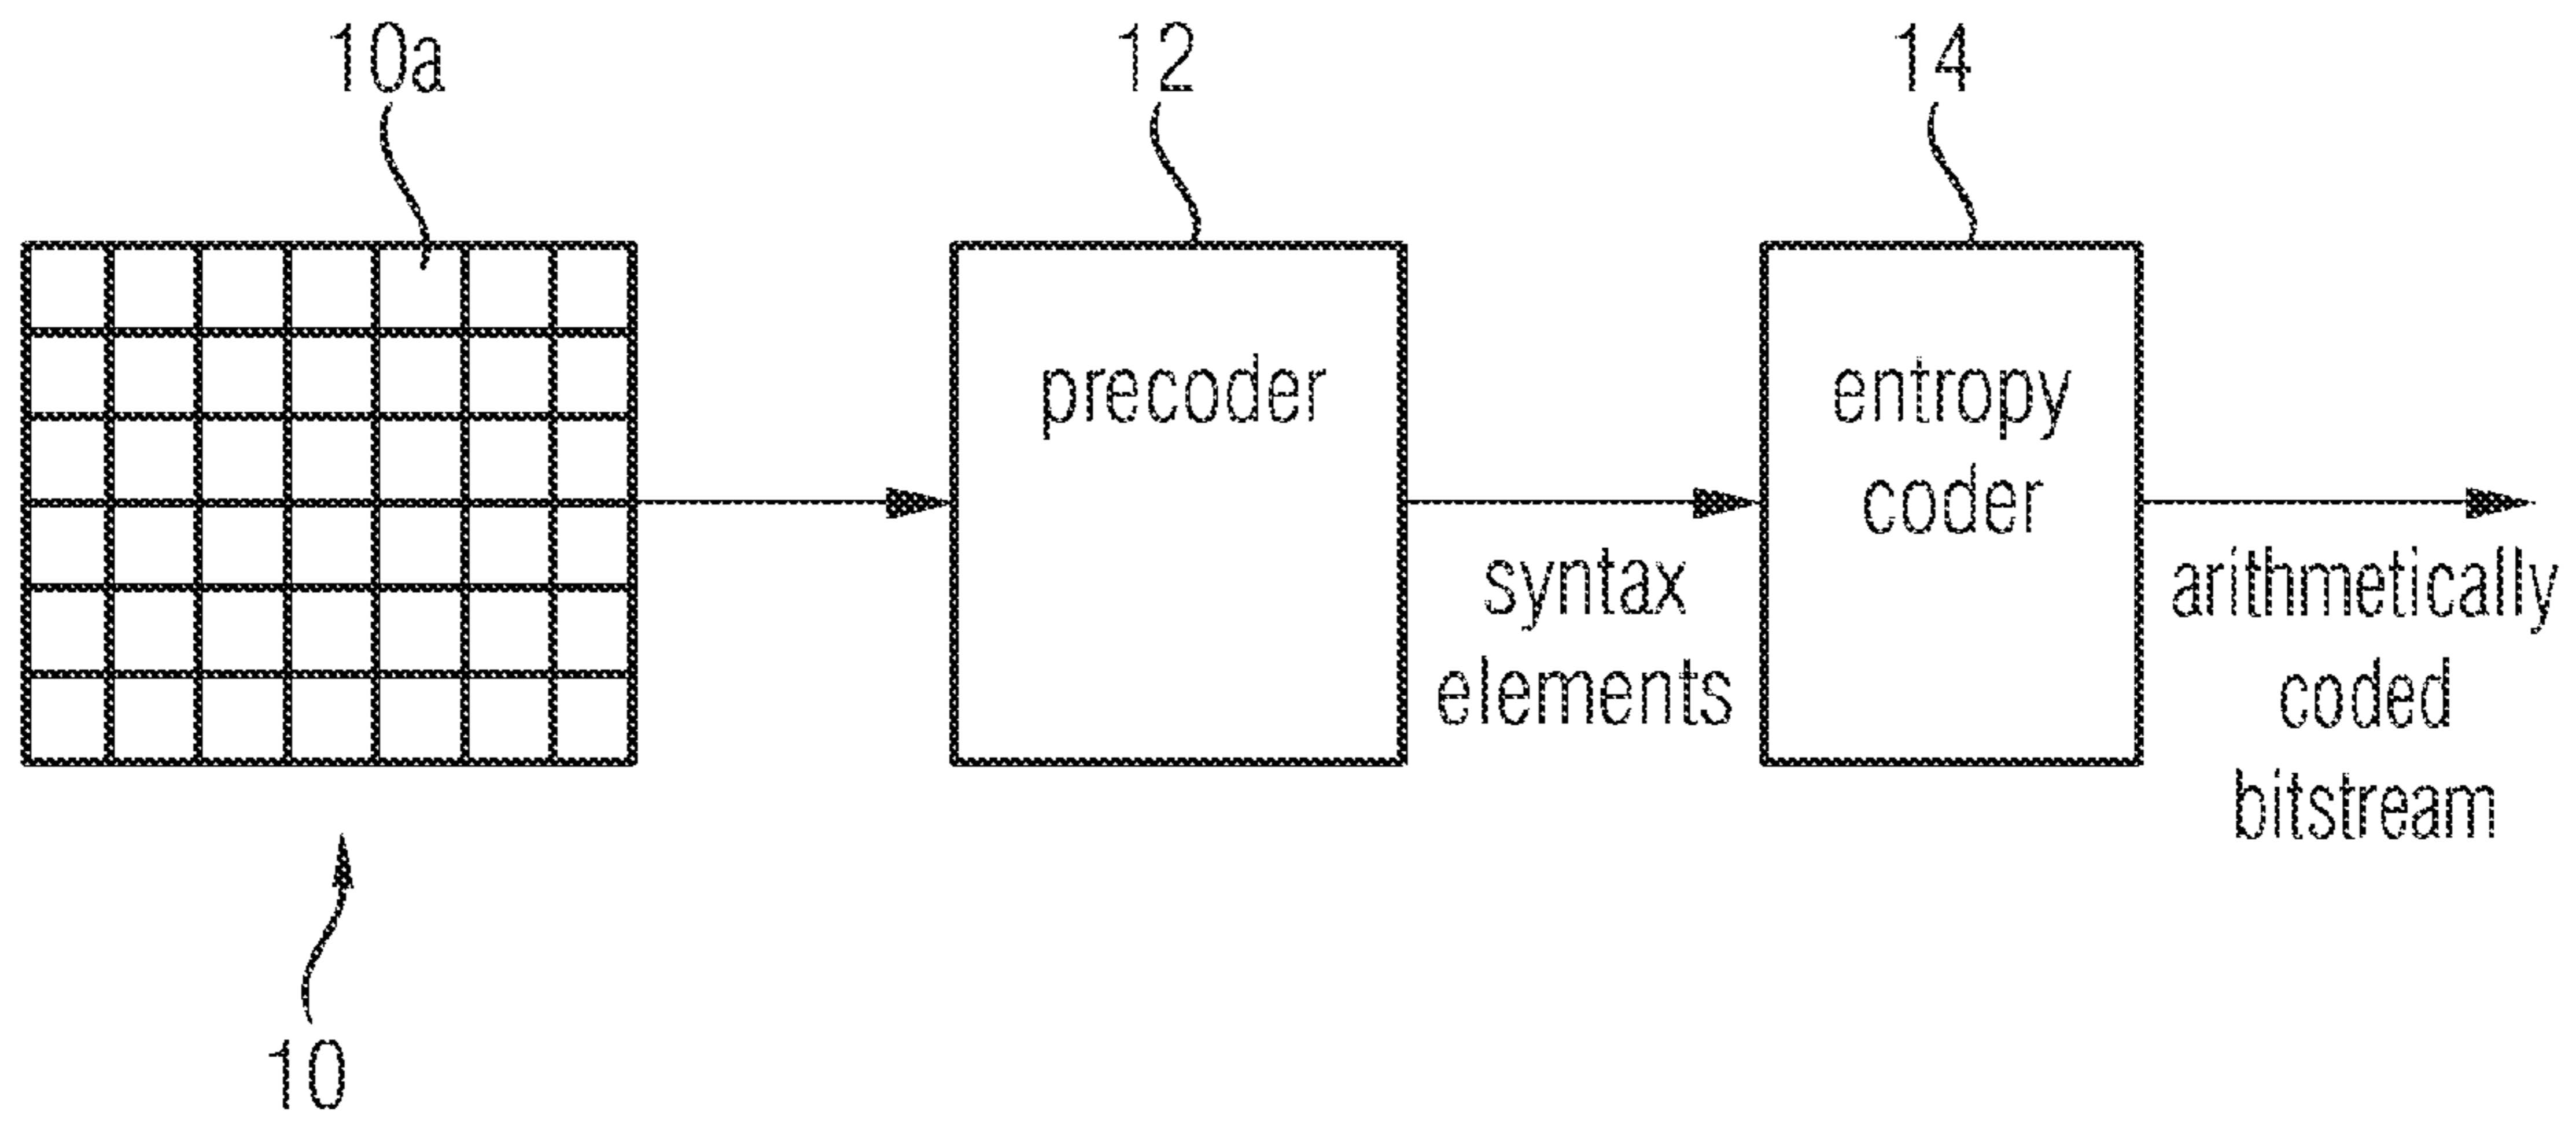 10a
12
14
precoder
entropy
coder
syntax
elements
arithmetically
coded
bitstream
10